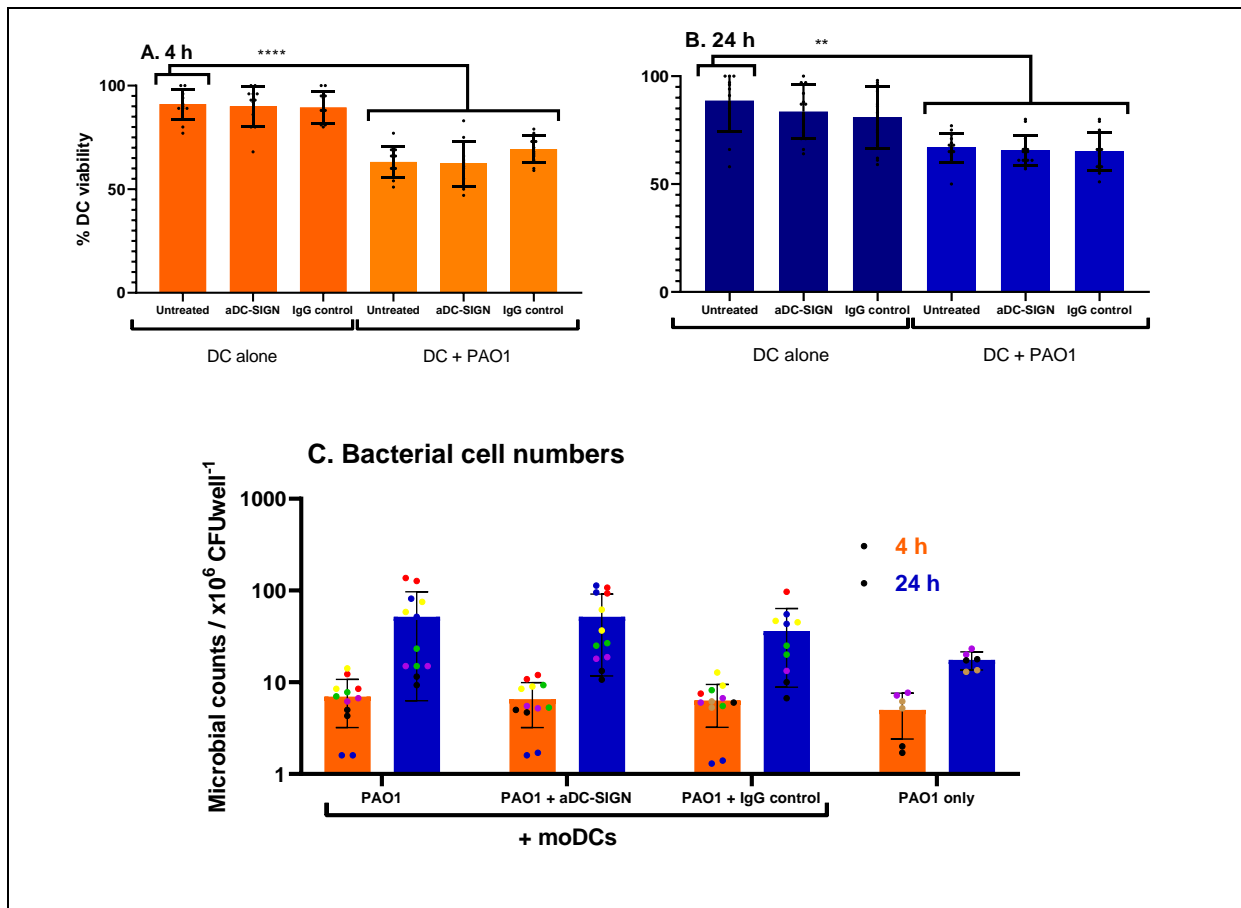 A. 4 h
****
% DC viability
100
50
0
Untreated
aDC-SIGN
IgG control
Untreated
aDC-SIGN
IgG control
DC alone
DC + PAO1
B. 24 h
**
100
50
0
Untreated
aDC-SIGN
IgG control
Untreated
aDC-SIGN
IgG control
DC alone
DC + PAO1
C. Bacterial cell numbers
Microbial counts / x10⁶ CFUwell⁻¹
1000
100
10
1
4 h
24 h
PAO1
PAO1 + aDC-SIGN
PAO1 + IgG control
PAO1 only
+ moDCs